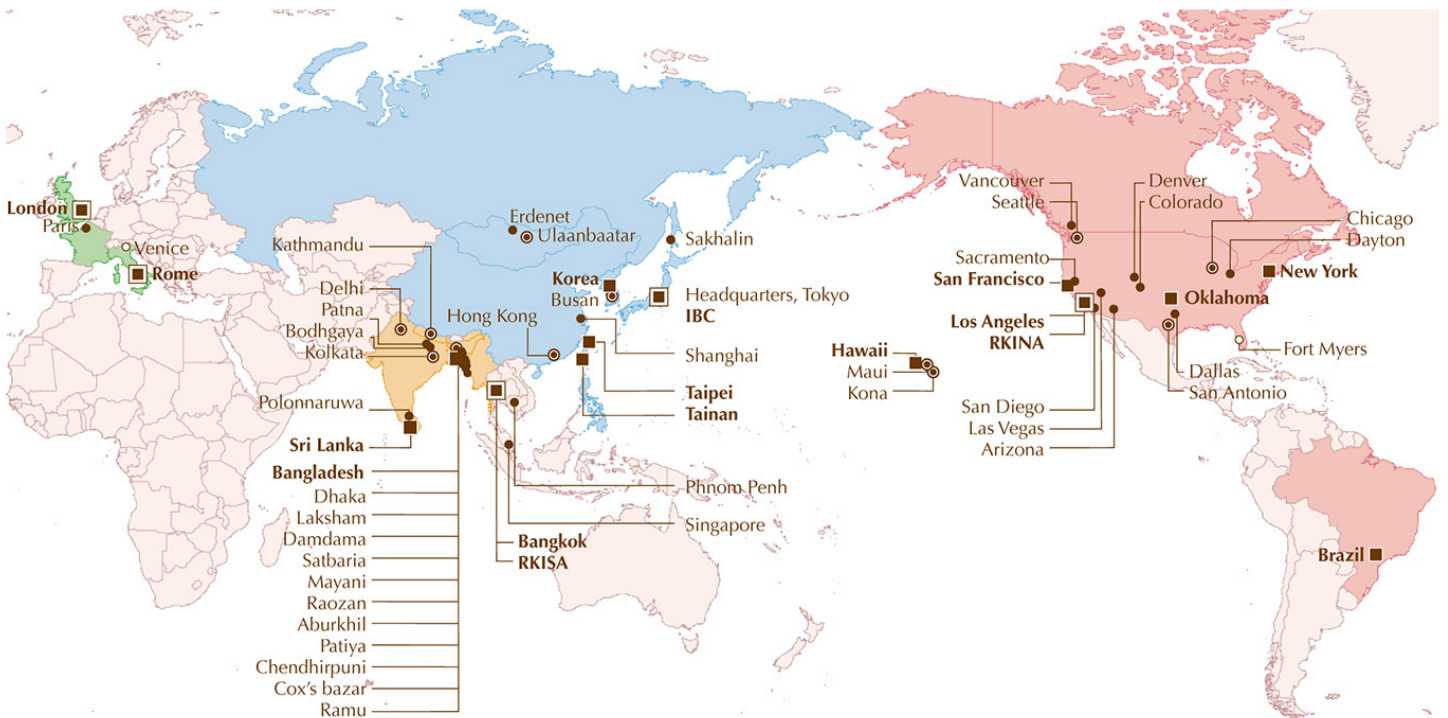 London
Paris
Venice
Rome
Kathmandu
Delhi
Patna
Bodhgaya
Kolkata
Polonnaruwa
Sri Lanka
Bangladesh
Dhaka
Laksham
Damdama
Satbaria
Mayani
Raozan
Aburkhil
Patiya
Chendhirpuni
Cox's bazar
Ramu
Erdenet
Ulaanbaatar
Sakhalin
Korea
Busan
Headquarters, Tokyo
IBC
Hong Kong
Shanghai
Taipei
Tainan
Phnom Penh
Singapore
Bangkok
RKISA
Hawaii
Maui
Kona
Vancouver
Seattle
Sacramento
San Francisco
Los Angeles
RKINA
San Diego
Las Vegas
Arizona
Denver
Colorado
Chicago
Dayton
New York
Oklahoma
Fort Myers
Dallas
San Antonio
Brazil